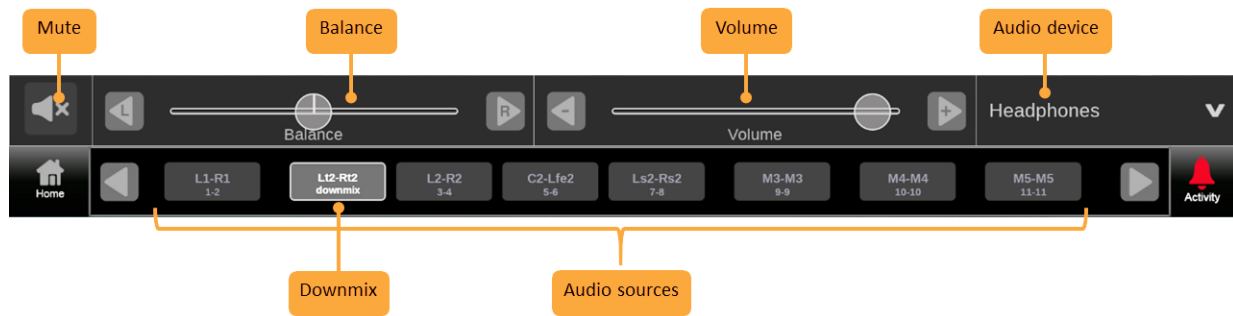 Mute
Balance
Volume
Audio device
L
R
-
+
Headphones
Balance
Volume
Home
L1-R1
1-2
Lt2-Rt2
downmix
L2-R2
3-4
C2-Lfe2
5-6
Ls2-Rs2
7-8
M3-M3
9-9
M4-M4
10-10
M5-M5
11-11
Activity
Downmix
Audio sources